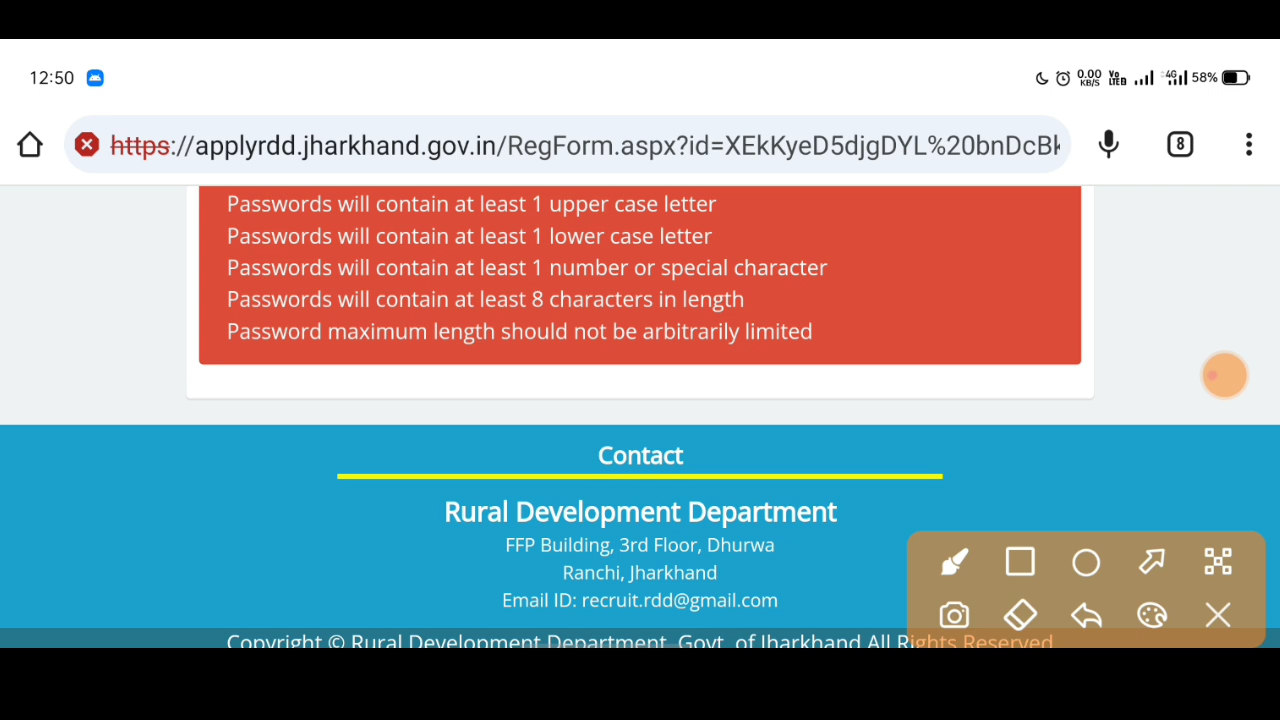 12:50
0.00 KB/S Vo LTE 4G 58%
https://applyrdd.jharkhand.gov.in/RegForm.aspx?id=XEkKyeD5djgDYL%20bnDcBk
8
Passwords will contain at least 1 upper case letter
Passwords will contain at least 1 lower case letter
Passwords will contain at least 1 number or special character
Passwords will contain at least 8 characters in length
Password maximum length should not be arbitrarily limited
Contact
Rural Development Department
FFP Building, 3rd Floor, Dhurwa
Ranchi, Jharkhand
Email ID: recruit.rdd@gmail.com
Copyright © Rural Development Department, Govt. of Jharkhand All Rights Reserved